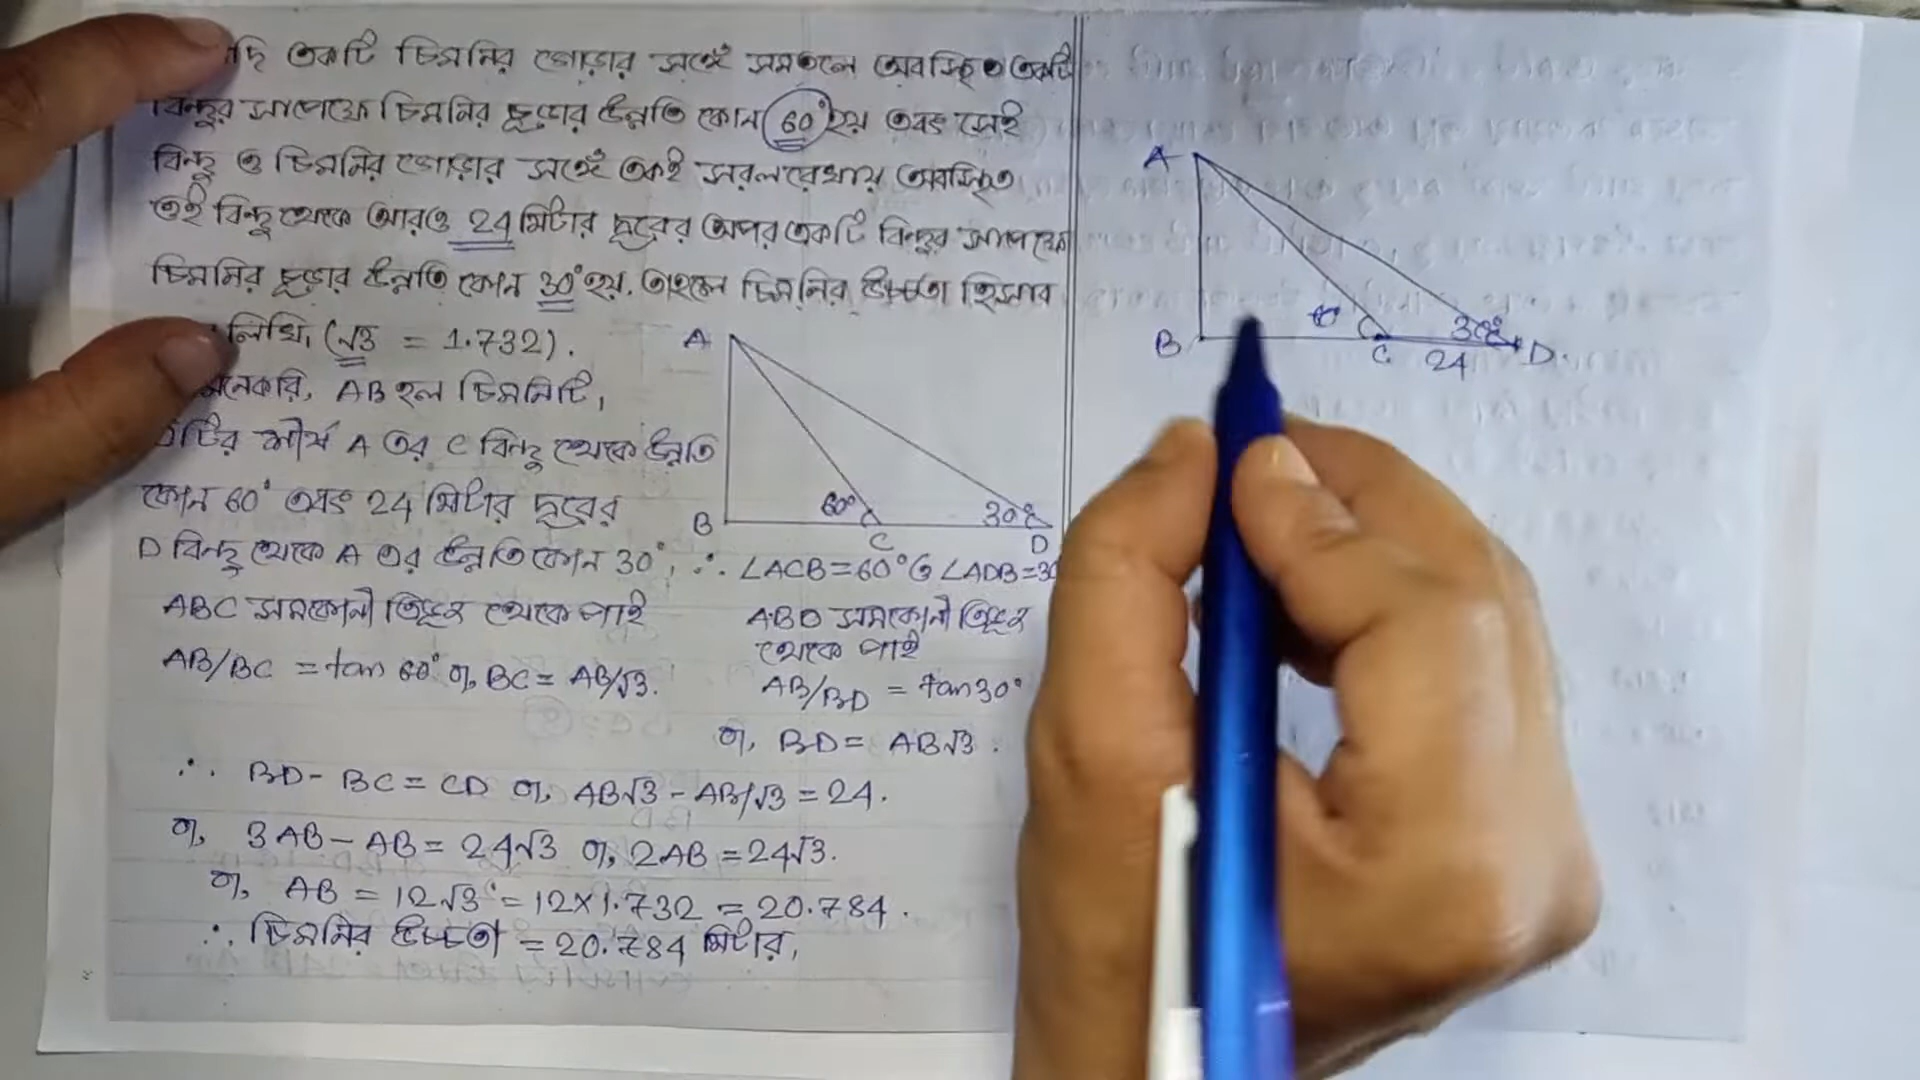 একটি চিমনির গোড়ার সঙ্গে সমতলে অবস্থিত একটি
বিন্দুর সাপেক্ষে চিমনির চূড়ার উন্নতি কোন 60° হয় এবং সেই
বিন্দু ও চিমনির গোড়ার সঙ্গে একই সরলরেখায় অবস্থিত
ওই বিন্দু থেকে আরও 24 মিটার দূরের অপর একটি বিন্দুর সাপেক্ষে
চিমনির চূড়ার উন্নতি কোন 30° হয়. তাহলে চিমনির উচ্চতা হিসাব
লিখি, (√3 = 1.732).
মনেকরি, AB হল চিমনিটি,
শীর্ষ A এর C বিন্দু থেকে উন্নতি
কোন 60° এবং 24 মিটার দূরের
D বিন্দু থেকে A এর উন্নতি কোন 30°, ∴ ∠ACB=60° ও ∠ADB=30
A
B
60°
C
30°
D
ABC সমকোনী ত্রিভুজ থেকে পাই
AB/BC = tan 60° বা, BC = AB/√3.
ABD সমকোনী ত্রিভুজ
থেকে পাই
AB/BD = tan30°
বা, BD = AB√3.
∴ BD - BC = CD বা, AB√3 - AB/√3 = 24.
বা, 3AB - AB = 24√3 বা, 2AB = 24√3.
বা, AB = 12√3 = 12×1.732 = 20.784.
∴ চিমনির উচ্চতা = 20.784 মিটার,
A
B
C
30°
24
D.